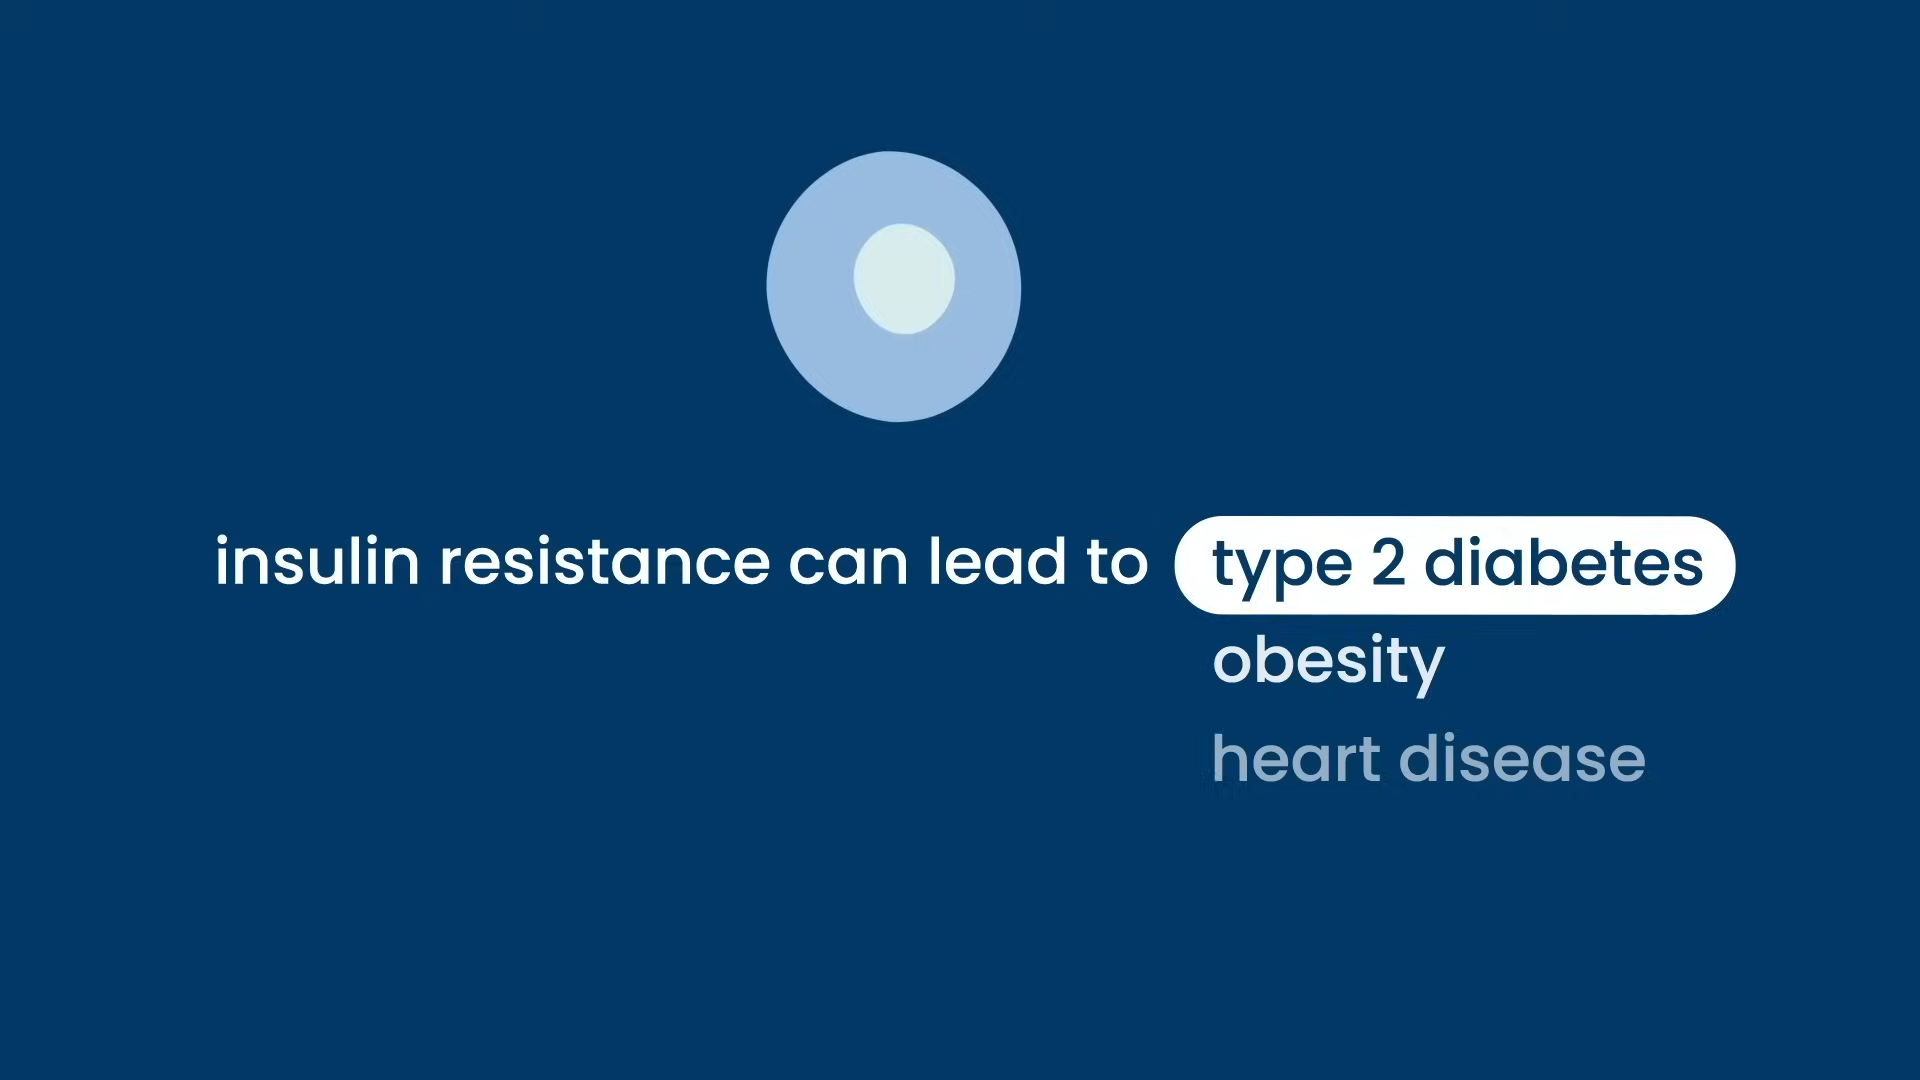 insulin resistance can lead to type 2 diabetes
obesity
heart disease